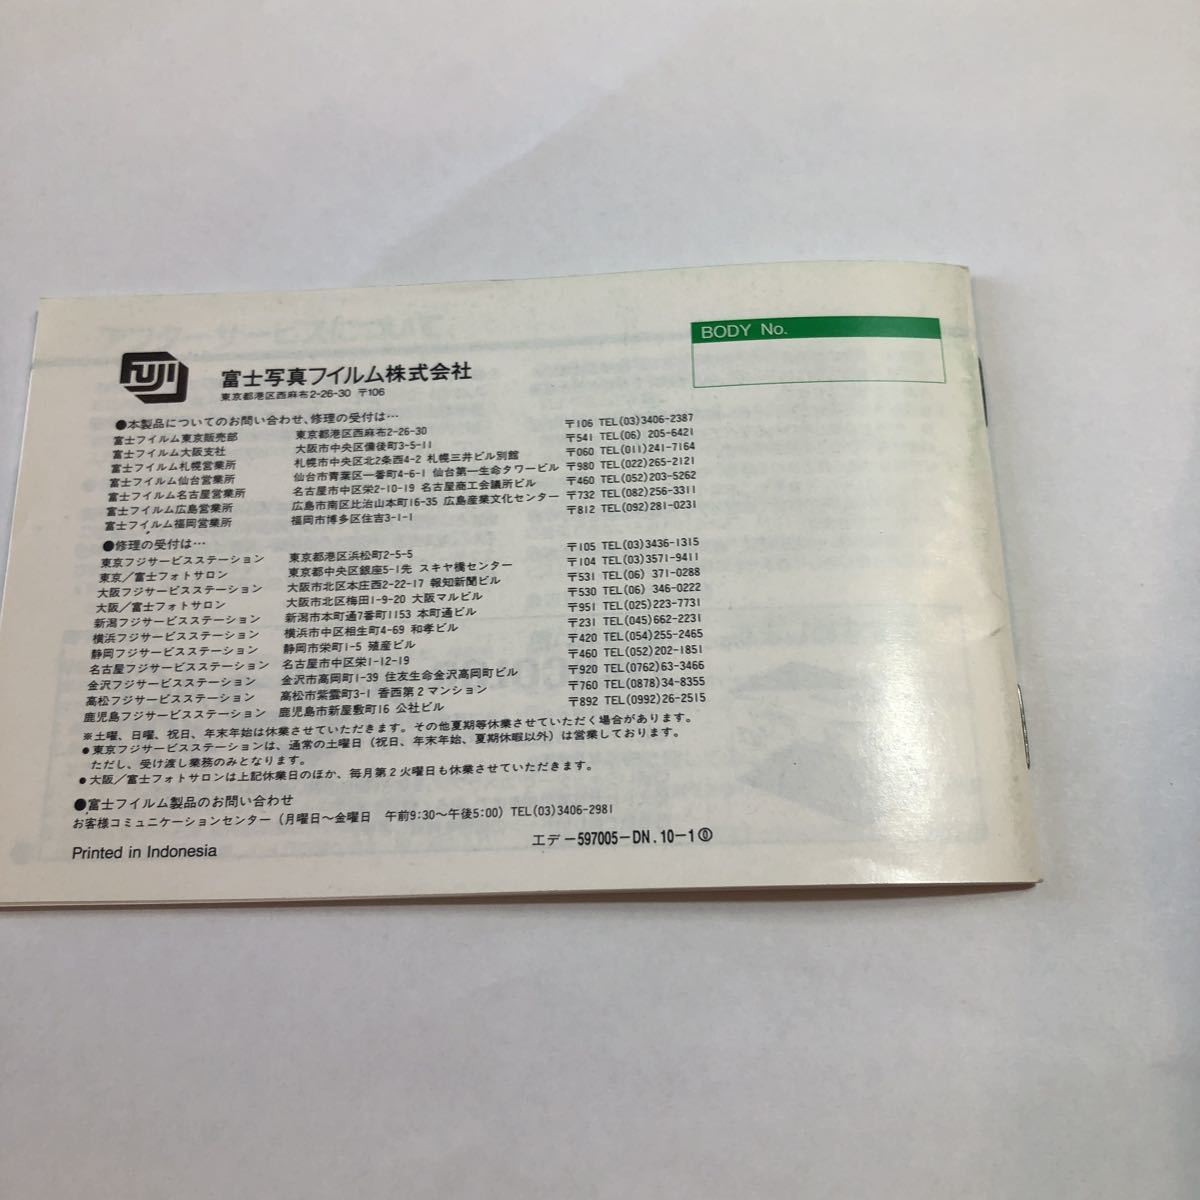 BODY No.
FUJI
富士写真フイルム株式会社
東京都港区西麻布2-26-30 〒106
●本製品についてのお問い合わせ、修理の受付は…
富士フイルム東京販売部 東京都港区西麻布2-26-30 〒106 TEL(03)3406-2387
富士フイルム大阪支社 大阪市中央区備後町3-5-11 〒541 TEL(06) 205-6421
富士フイルム札幌営業所 札幌市中央区北2条西4-2 札幌三井ビル別館 〒060 TEL(011)241-7164
富士フイルム仙台営業所 仙台市青葉区一番町4-6-1 仙台第一生命タワービル 〒980 TEL(022)265-2121
富士フイルム名古屋営業所 名古屋市中区栄2-10-19 名古屋商工会議所ビル 〒460 TEL(052)203-5262
富士フイルム広島営業所 広島市南区比治山本町16-35 広島産業文化センター 〒732 TEL(082)256-3311
富士フイルム福岡営業所 福岡市博多区住吉3-1-1 〒812 TEL(092)281-0231
●修理の受付は…
東京フジサービスステーション 東京都港区浜松町2-5-5 〒105 TEL(03)3436-1315
東京／富士フォトサロン 東京都中央区銀座5-1先 スキヤ橋センター 〒104 TEL(03)3571-9411
大阪フジサービスステーション 大阪市北区本庄西2-22-17 報知新聞ビル 〒531 TEL(06) 371-0288
大阪／富士フォトサロン 大阪市北区梅田1-9-20 大阪マルビル 〒530 TEL(06) 346-0222
新潟フジサービスステーション 新潟市本町通7番町1153 本町通ビル 〒951 TEL(025)223-7731
横浜フジサービスステーション 横浜市中区相生町4-69 和孝ビル 〒231 TEL(045)662-2231
静岡フジサービスステーション 静岡市栄町1-5 殖産ビル 〒420 TEL(054)255-2465
名古屋フジサービスステーション 名古屋市中区栄1-12-19 〒460 TEL(052)202-1851
金沢フジサービスステーション 金沢市高岡町1-39 住友生命金沢高岡町ビル 〒920 TEL(0762)63-3466
高松フジサービスステーション 高松市紫雲町3-1 香西第2マンション 〒760 TEL(0878)34-8355
鹿児島フジサービスステーション 鹿児島市新屋敷町16 公社ビル 〒892 TEL(0992)26-2515
※土曜、日曜、祝日、年末年始は休業させていただきます。その他夏期等休業させていただく場合があります。
●東京フジサービスステーションは、通常の土曜日（祝日、年末年始、夏期休暇以外）は営業しております。
ただし、受け渡し業務のみとなります。
●大阪／富士フォトサロンは上記休業日のほか、毎月第2火曜日も休業させていただきます。
●富士フイルム製品のお問い合わせ
お客様コミュニケーションセンター（月曜日〜金曜日 午前9:30〜午後5:00）TEL(03)3406-2981
エデ-597005-DN.10-1⓪
Printed in Indonesia